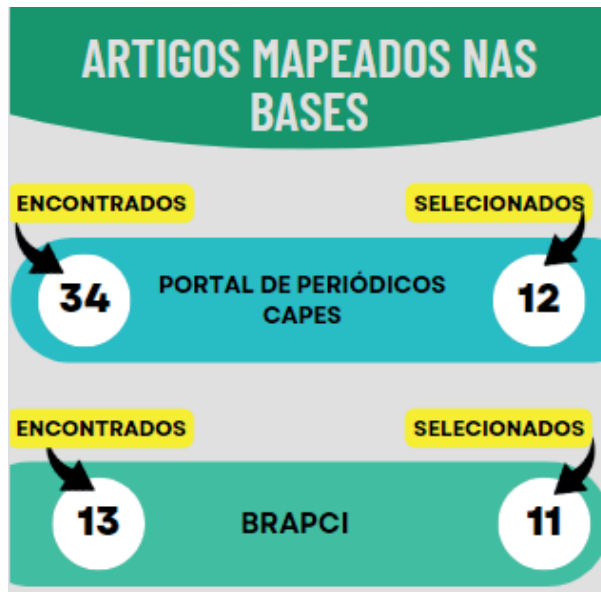 ARTIGOS MAPEADOS NAS
BASES
ENCONTRADOS
SELECIONADOS
34
PORTAL DE PERIÓDICOS
CAPES
12
ENCONTRADOS
SELECIONADOS
13
BRAPCI
11